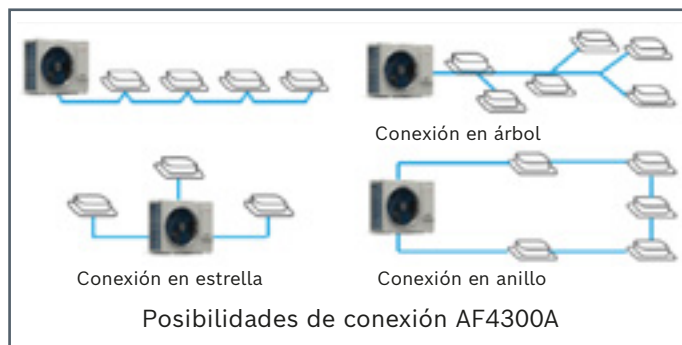 Conexión en árbol
Conexión en estrella
Conexión en anillo
Posibilidades de conexión AF4300A